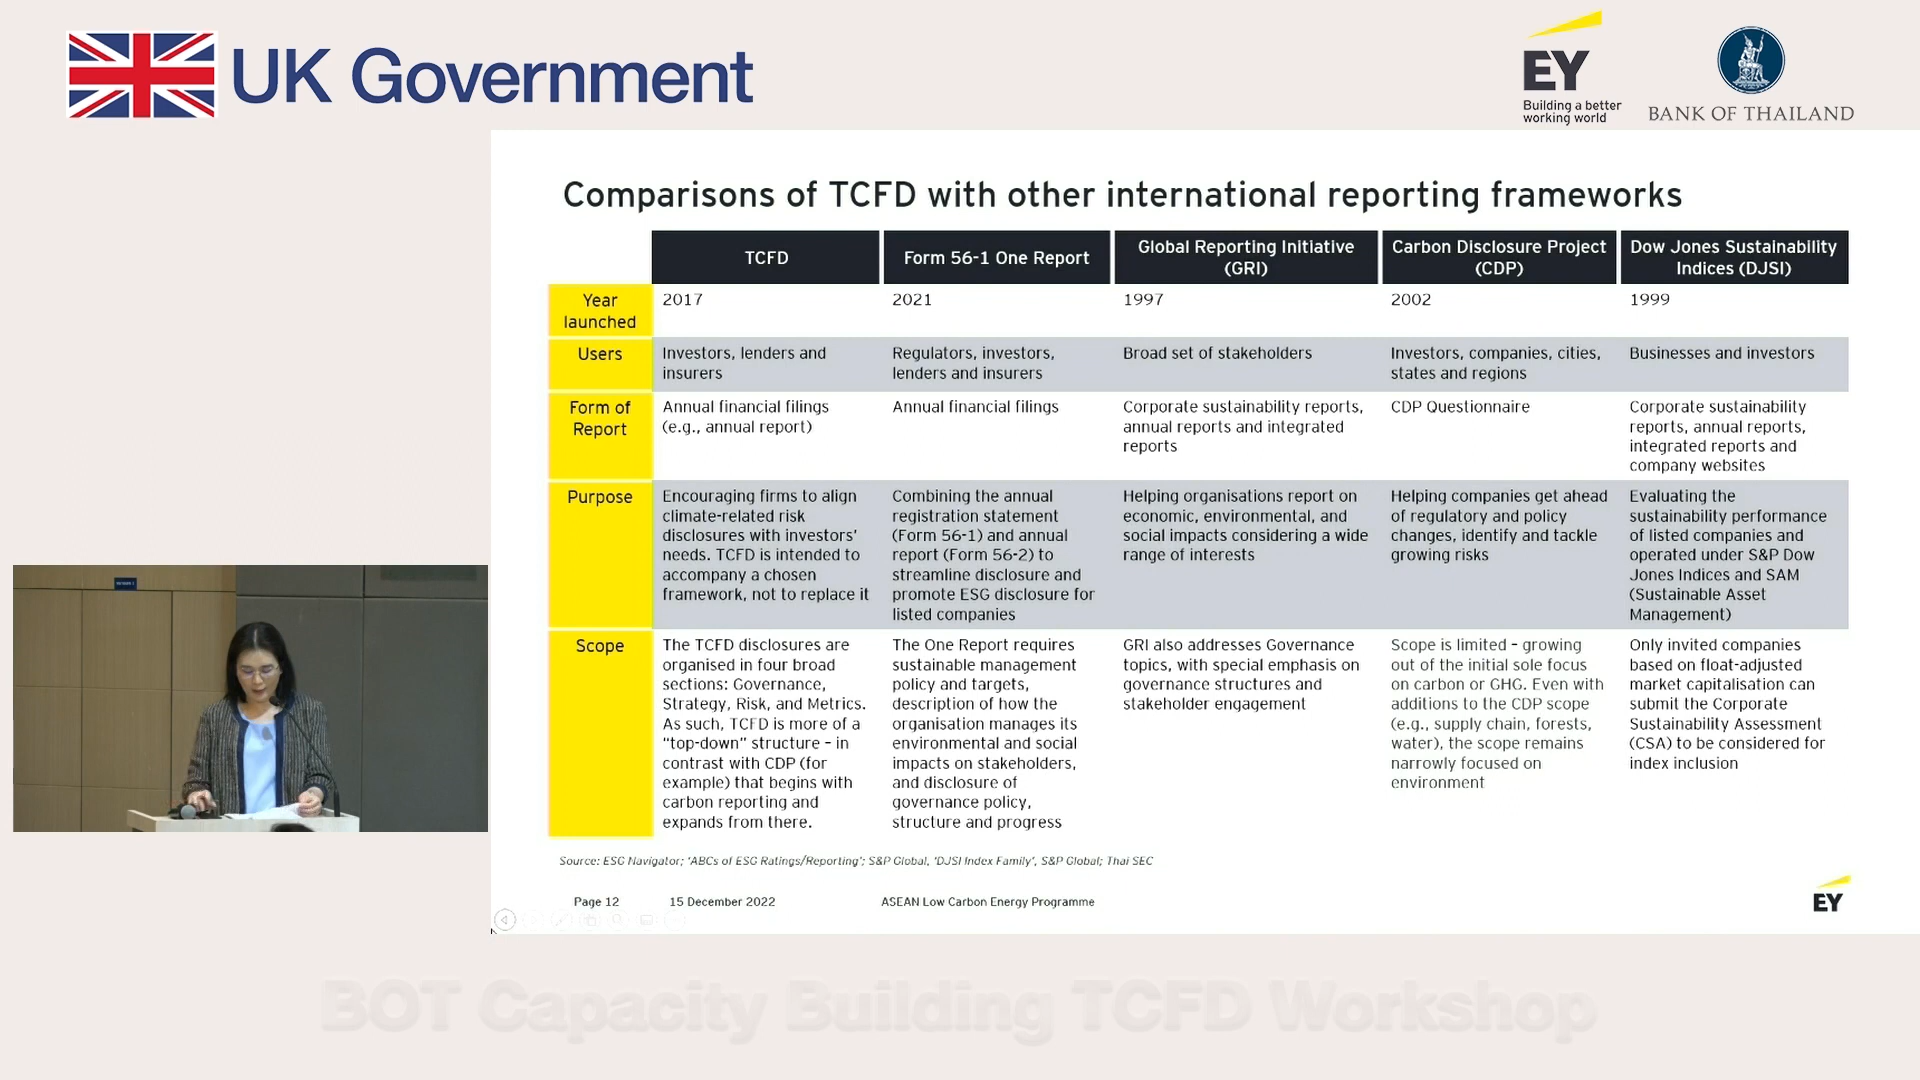 UK Government
EY
Building a better
working world
BANK OF THAILAND
Comparisons of TCFD with other international reporting frameworks
TCFD
Form 56-1 One Report
Global Reporting Initiative
(GRI)
Carbon Disclosure Project
(CDP)
Dow Jones Sustainability
Indices (DJSI)
Year
launched
2017
2021
1997
2002
1999
Users
Investors, lenders and
insurers
Regulators, investors,
lenders and insurers
Broad set of stakeholders
Investors, companies, cities,
states and regions
Businesses and investors
Form of
Report
Annual financial filings
(e.g., annual report)
Annual financial filings
Corporate sustainability reports,
annual reports and integrated
reports
CDP Questionnaire
Corporate sustainability
reports, annual reports,
integrated reports and
company websites
Purpose
Encouraging firms to align
climate-related risk
disclosures with investors'
needs. TCFD is intended to
accompany a chosen
framework, not to replace it
Combining the annual
registration statement
(Form 56-1) and annual
report (Form 56-2) to
streamline disclosure and
promote ESG disclosure for
listed companies
Helping organisations report on
economic, environmental, and
social impacts considering a wide
range of interests
Helping companies get ahead
of regulatory and policy
changes, identify and tackle
growing risks
Evaluating the
sustainability performance
of listed companies and
operated under S&P Dow
Jones Indices and SAM
(Sustainable Asset
Management)
Scope
The TCFD disclosures are
organised in four broad
sections: Governance,
Strategy, Risk, and Metrics.
As such, TCFD is more of a
“top-down” structure – in
contrast with CDP (for
example) that begins with
carbon reporting and
expands from there.
The One Report requires
sustainable management
policy and targets,
description of how the
organisation manages its
environmental and social
impacts on stakeholders,
and disclosure of
governance policy,
structure and progress
GRI also addresses Governance
topics, with special emphasis on
governance structures and
stakeholder engagement
Scope is limited – growing
out of the initial sole focus
on carbon or GHG. Even with
additions to the CDP scope
(e.g., supply chain, forests,
water), the scope remains
narrowly focused on
environment
Only invited companies
based on float-adjusted
market capitalisation can
submit the Corporate
Sustainability Assessment
(CSA) to be considered for
index inclusion
Source: ESG Navigator; 'ABCs of ESG Ratings/Reporting'; S&P Global, 'DJSI Index Family', S&P Global; Thai SEC
Page 12
15 December 2022
ASEAN Low Carbon Energy Programme
EY
BOT Capacity Building TCFD Workshop